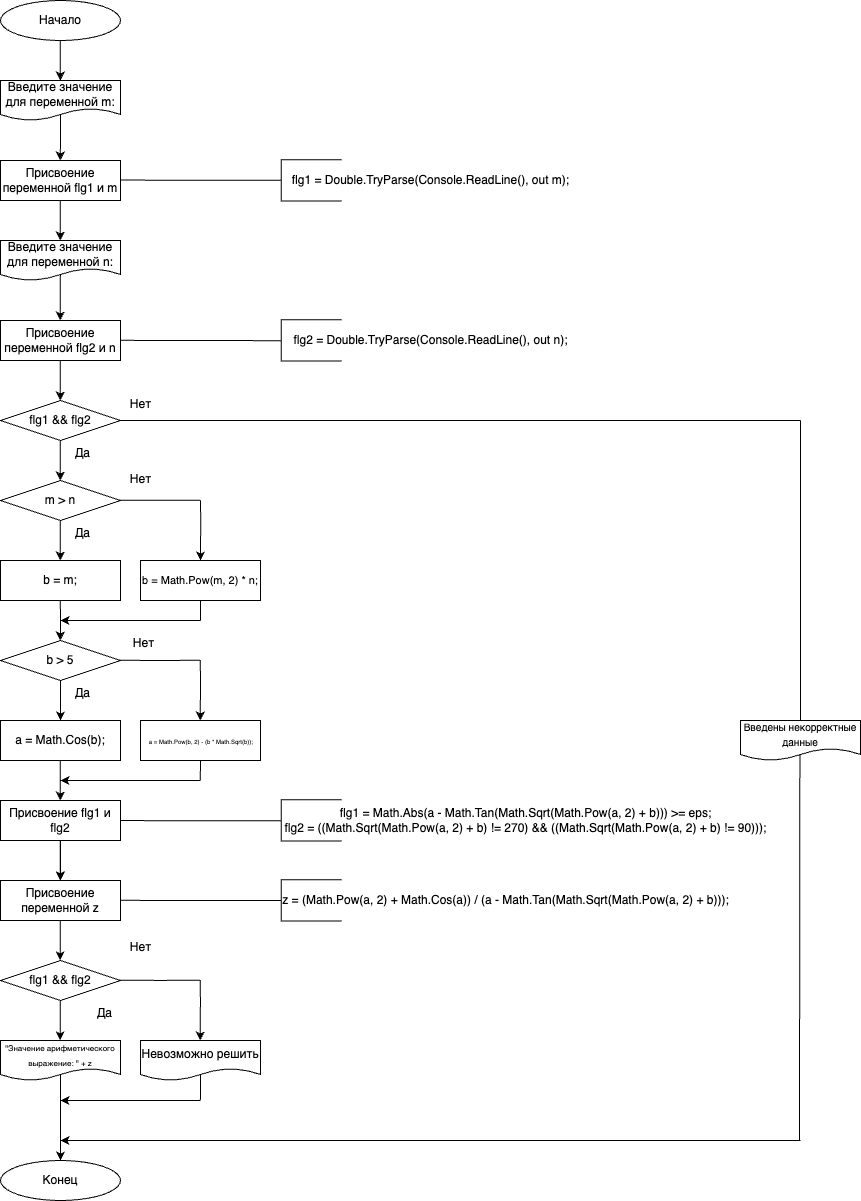 Начало
Введите значение
для переменной m:
Присвоение
переменной flg1 и m
flg1 = Double.TryParse(Console.ReadLine(), out m);
Введите значение
для переменной n:
Присвоение
переменной flg2 и n
flg2 = Double.TryParse(Console.ReadLine(), out n);
flg1 && flg2
Нет
Да
m > n
Нет
Да
b = m;
b = Math.Pow(m, 2) * n;
b > 5
Нет
Да
a = Math.Cos(b);
a = Math.Pow(b, 2) - (b * Math.Sqrt(b));
Введены некорректные
данные
Присвоение flg1 и
flg2
flg1 = Math.Abs(a - Math.Tan(Math.Sqrt(Math.Pow(a, 2) + b))) >= eps;
flg2 = ((Math.Sqrt(Math.Pow(a, 2) + b) != 270) && ((Math.Sqrt(Math.Pow(a, 2) + b) != 90)));
Присвоение
переменной z
z = (Math.Pow(a, 2) + Math.Cos(a)) / (a - Math.Tan(Math.Sqrt(Math.Pow(a, 2) + b)));
Нет
flg1 && flg2
Да
"Значение арифметического
выражение: " + z
Невозможно решить
Конец